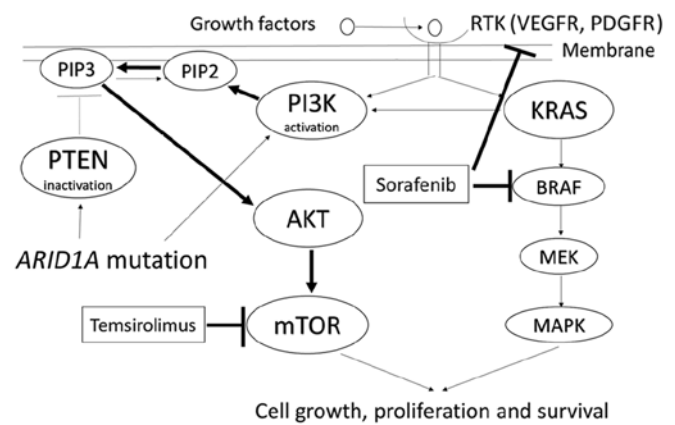 Growth factors
RTK (VEGFR, PDGFR)
Membrane
PIP3
PIP2
PI3K
activation
KRAS
PTEN
inactivation
Sorafenib
BRAF
AKT
ARID1A mutation
MEK
Temsirolimus
mTOR
MAPK
Cell growth, proliferation and survival